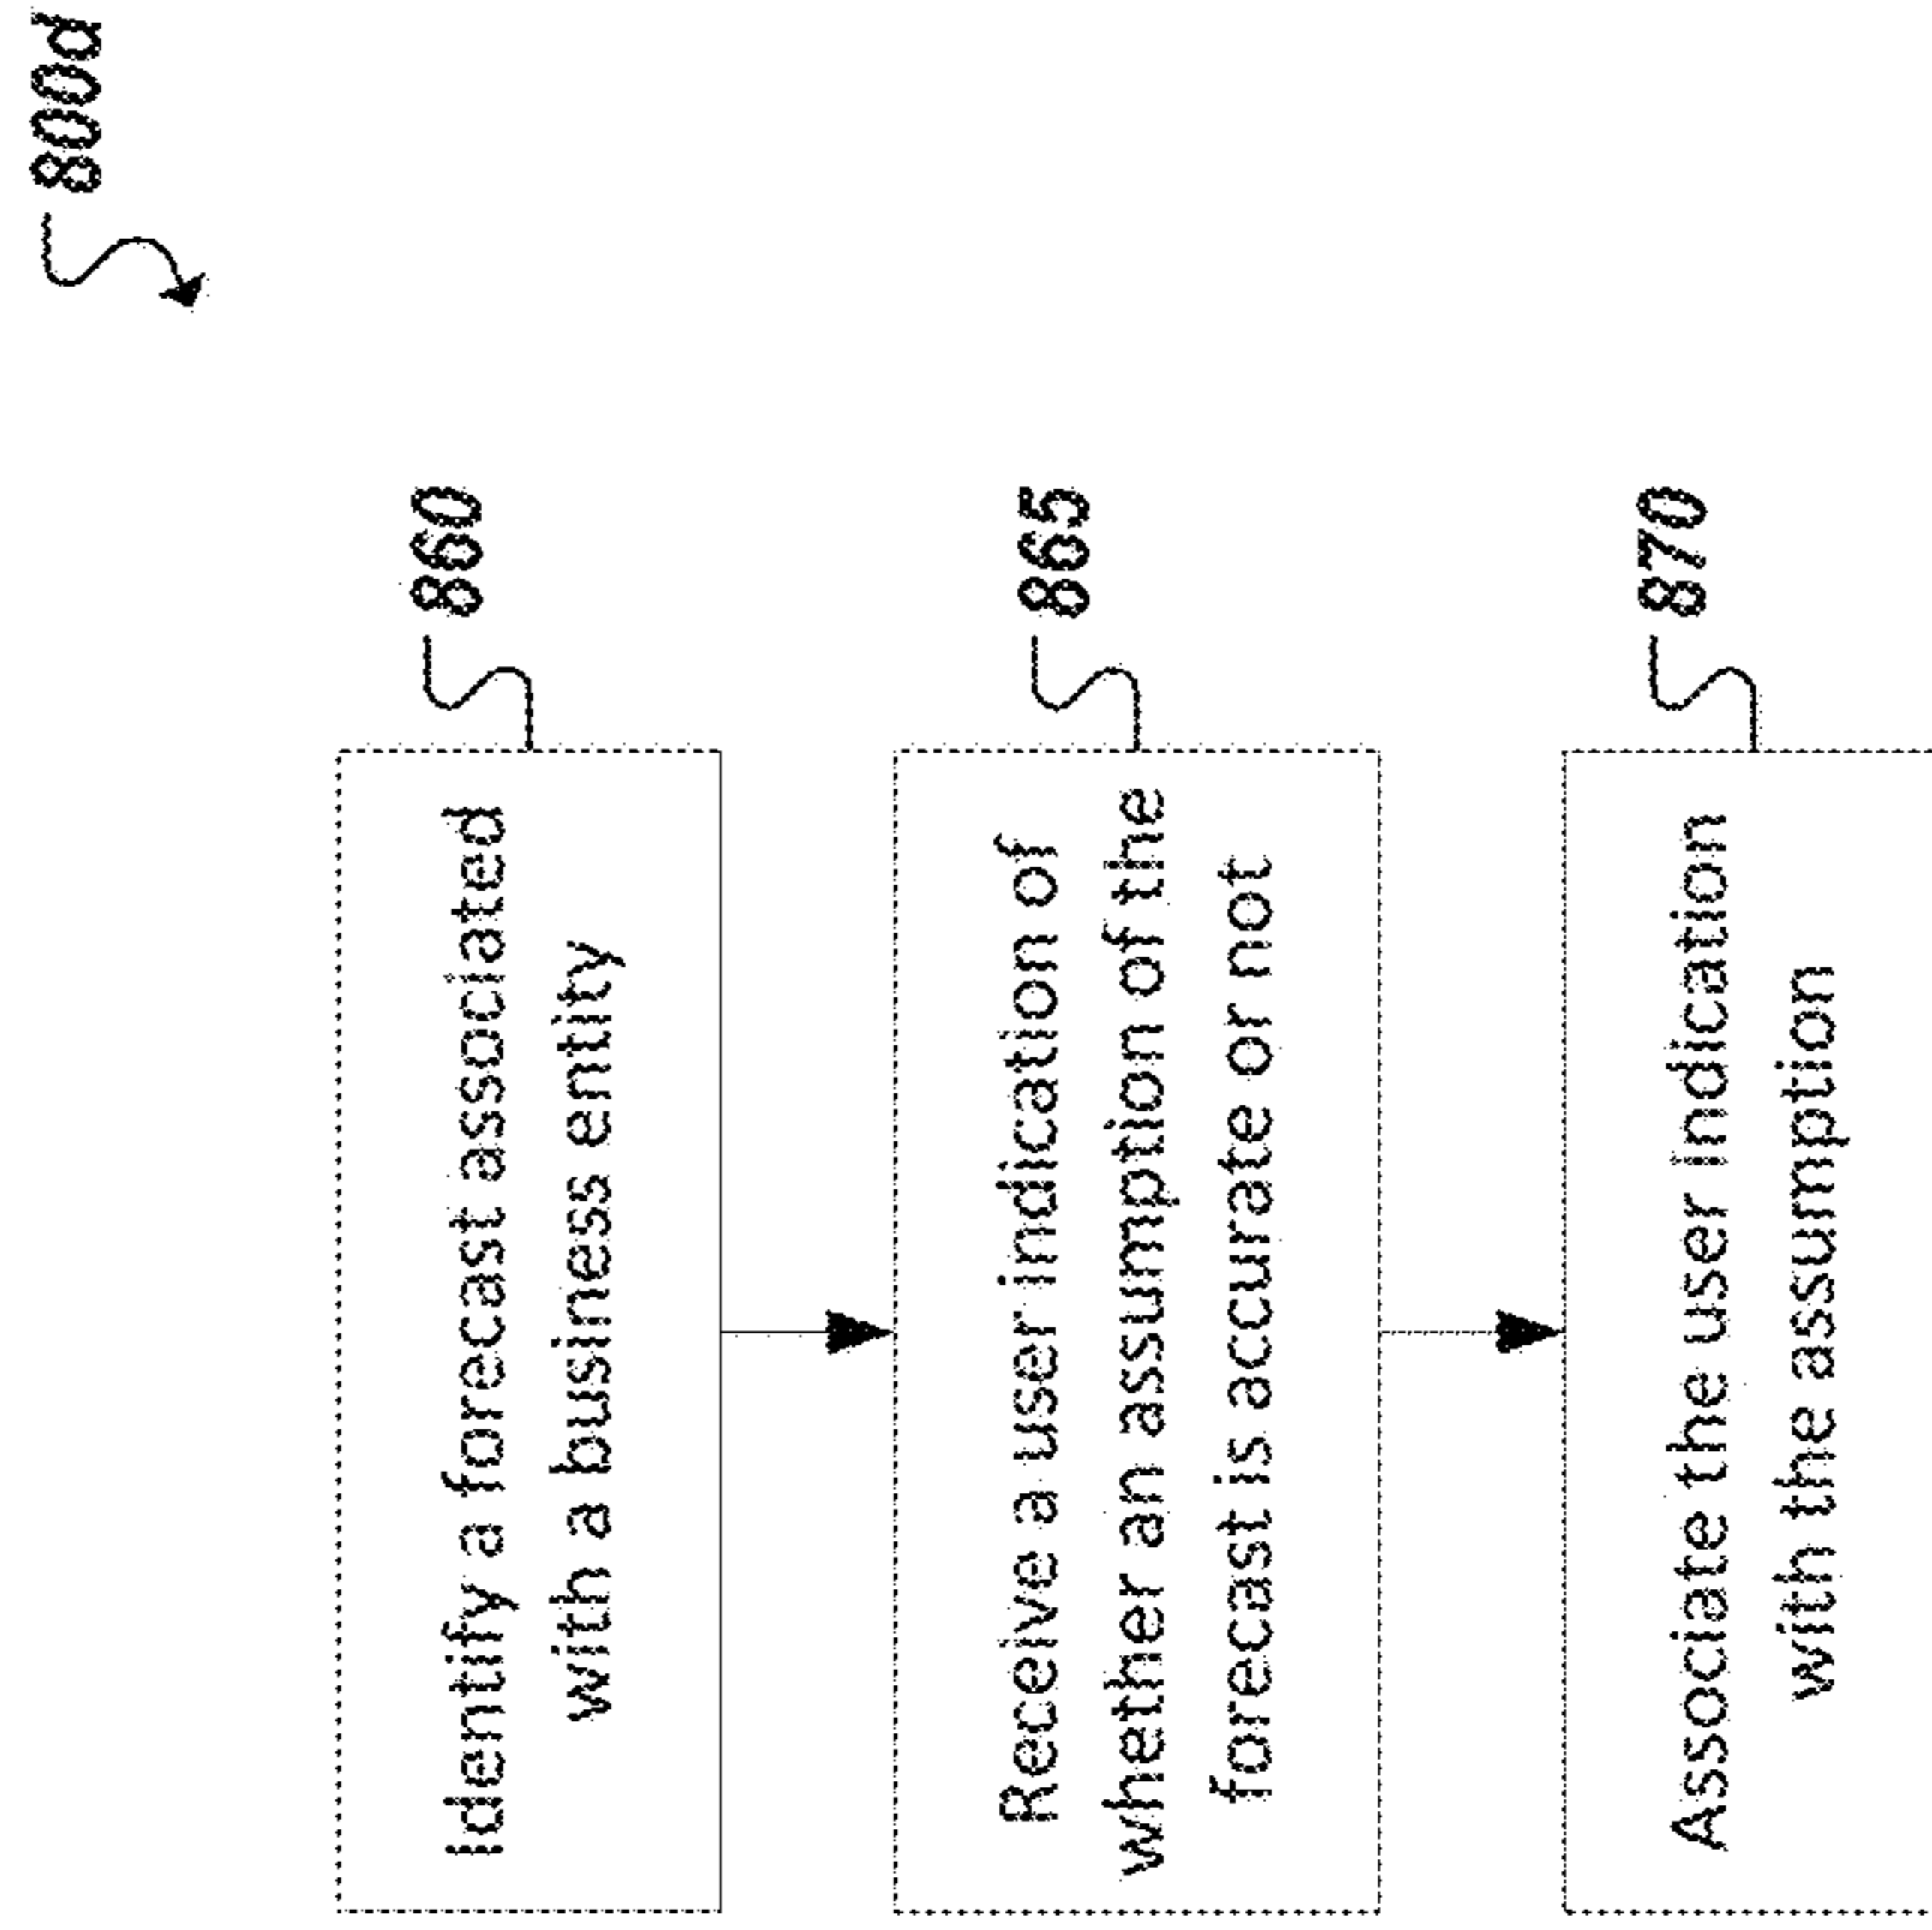 800d
860
Identify a forecast associated
with a business entity
865
Receive a user indication of
whether an assumption of the
forecast is accurate or not
870
Associate the user indication
with the assumption